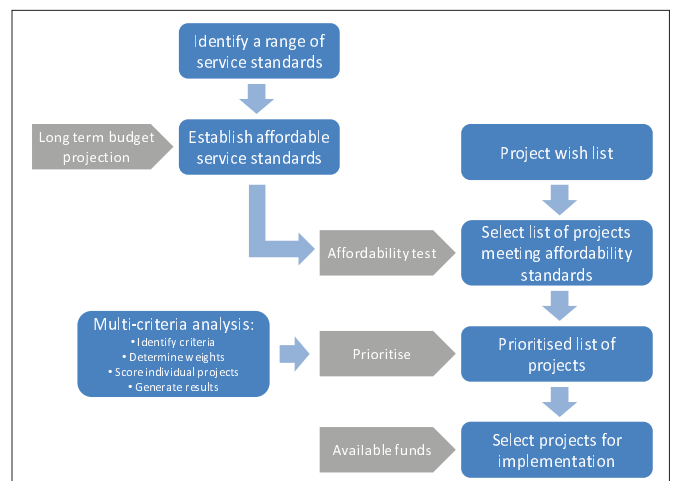 Identify a range of
service standards
Long term budget
projection
Establish affordable
service standards
Project wish list
Affordability test
Select list of projects
meeting affordability
standards
Multi-criteria analysis:
• Identify criteria
• Determine weights
• Score individual projects
• Generate results
Prioritise
Prioritised list of
projects
Available funds
Select projects for
implementation